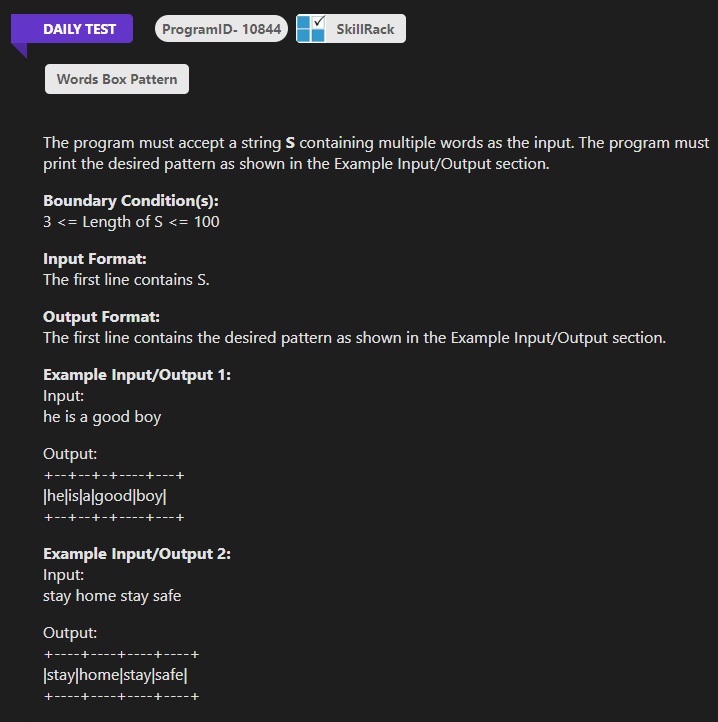 DAILY TEST ProgramID- 10844 SkillRack
Words Box Pattern
The program must accept a string S containing multiple words as the input. The program must
print the desired pattern as shown in the Example Input/Output section.
Boundary Condition(s):
3 <= Length of S <= 100
Input Format:
The first line contains S.
Output Format:
The first line contains the desired pattern as shown in the Example Input/Output section.
Example Input/Output 1:
Input:
he is a good boy
Output:
+--+--+-+----+---+
|he|is|a|good|boy|
+--+--+-+----+---+
Example Input/Output 2:
Input:
stay home stay safe
Output:
+----+----+----+----+
|stay|home|stay|safe|
+----+----+----+----+